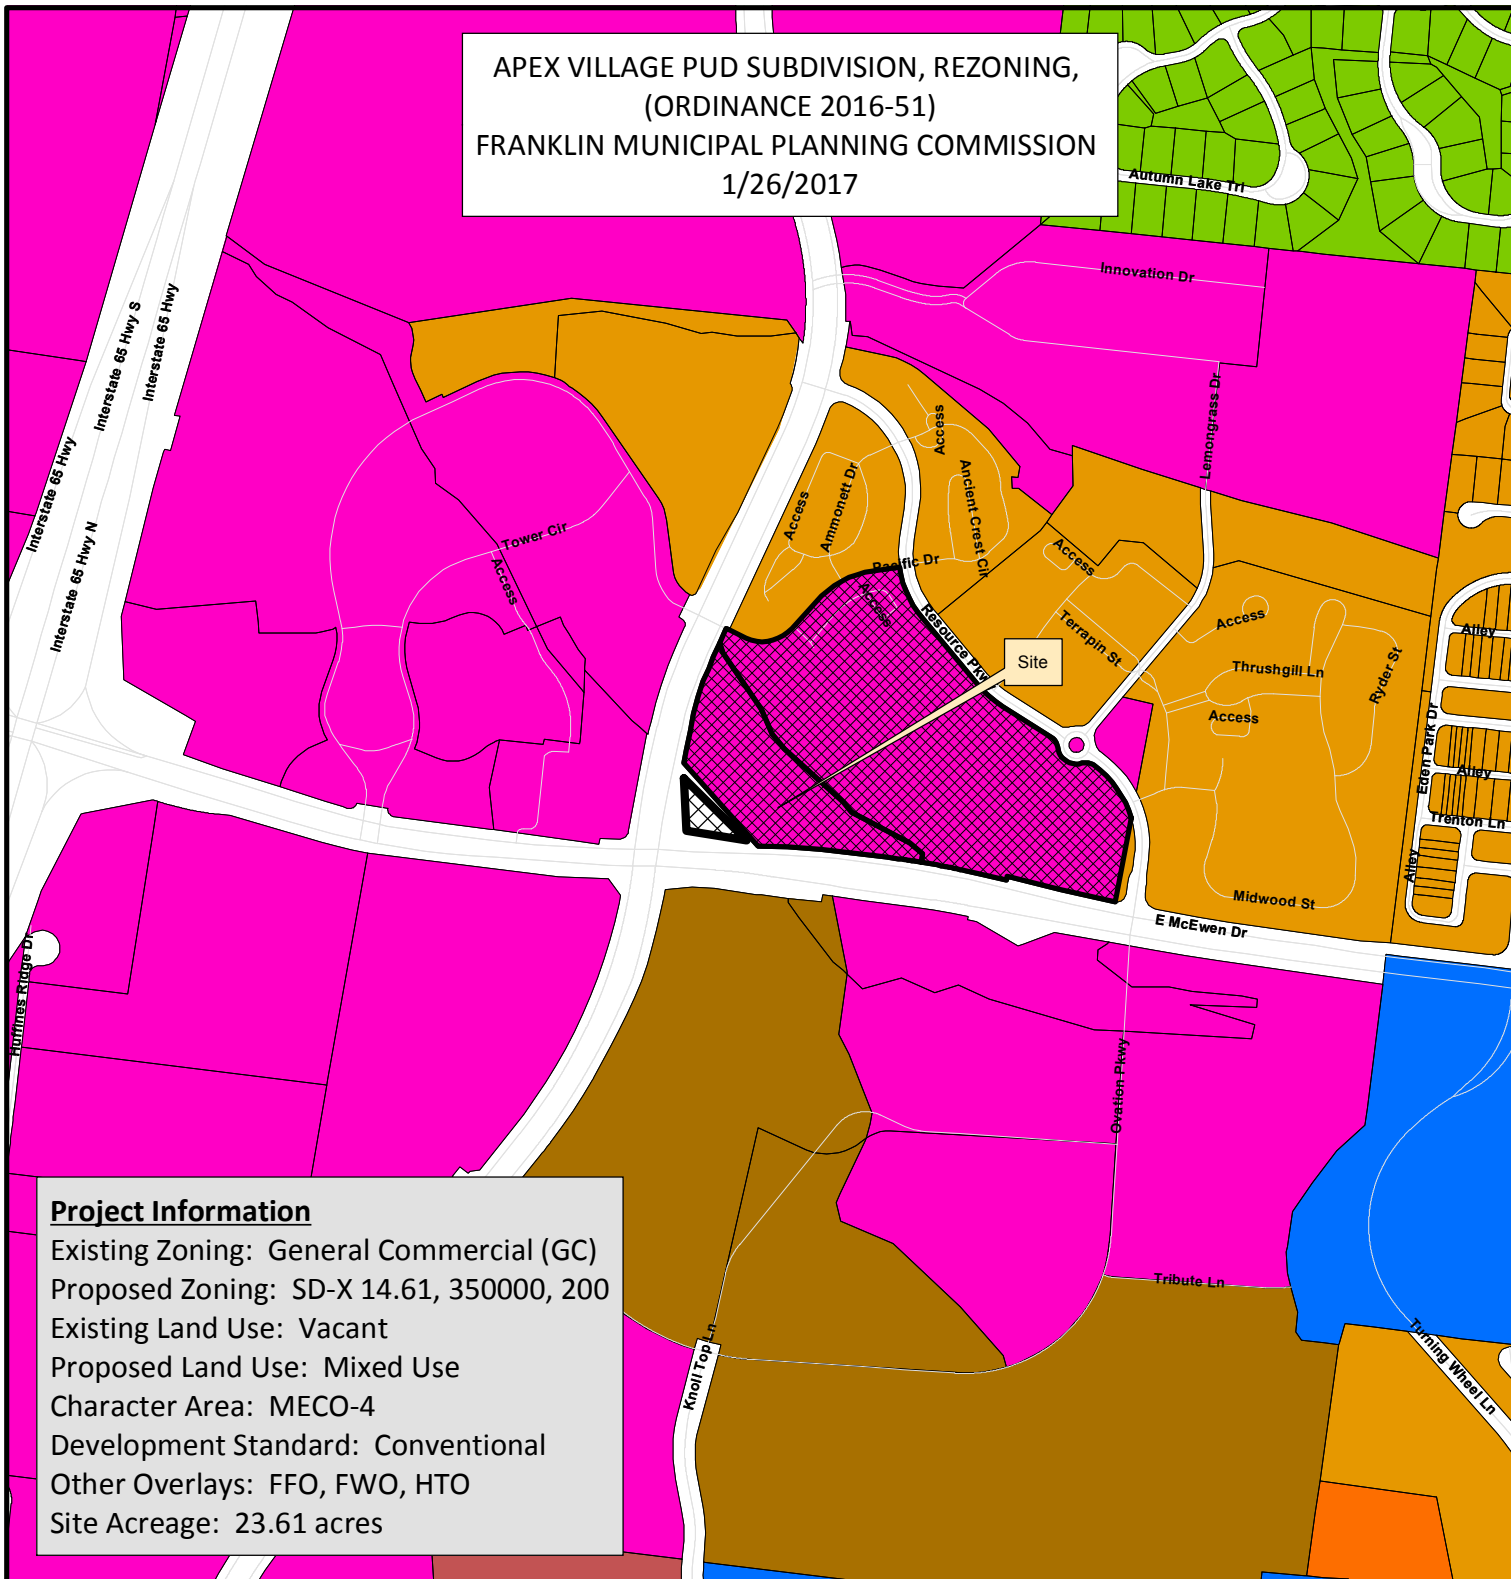 APEX VILLAGE PUD SUBDIVISION, REZONING,
(ORDINANCE 2016-51)
FRANKLIN MUNICIPAL PLANNING COMMISSION
1/26/2017
Autumn Lake Trl
Innovation Dr
Interstate 65 Hwy S
Interstate 65 Hwy
Interstate 65 Hwy
Interstate 65 Hwy N
Lemongrass Dr
Access
Ancient Crest Cir
Ammonett Dr
Access
Tower Cir
Access
Pacific Dr
Access
Access
Resource Pkw
Terrapin St
Access
Alley
Site
Thrushgill Ln
Ryder St
Access
Eden Park Dr
Alley
Trenton Ln
Alley
Midwood St
E McEwen Dr
Huffines Ridge Dr
Ovation Pkwy
Tribute Ln
Knoll Top Ln
Turning Wheel Ln
Project Information
Existing Zoning: General Commercial (GC)
Proposed Zoning: SD-X 14.61, 350000, 200
Existing Land Use: Vacant
Proposed Land Use: Mixed Use
Character Area: MECO-4
Development Standard: Conventional
Other Overlays: FFO, FWO, HTO
Site Acreage: 23.61 acres